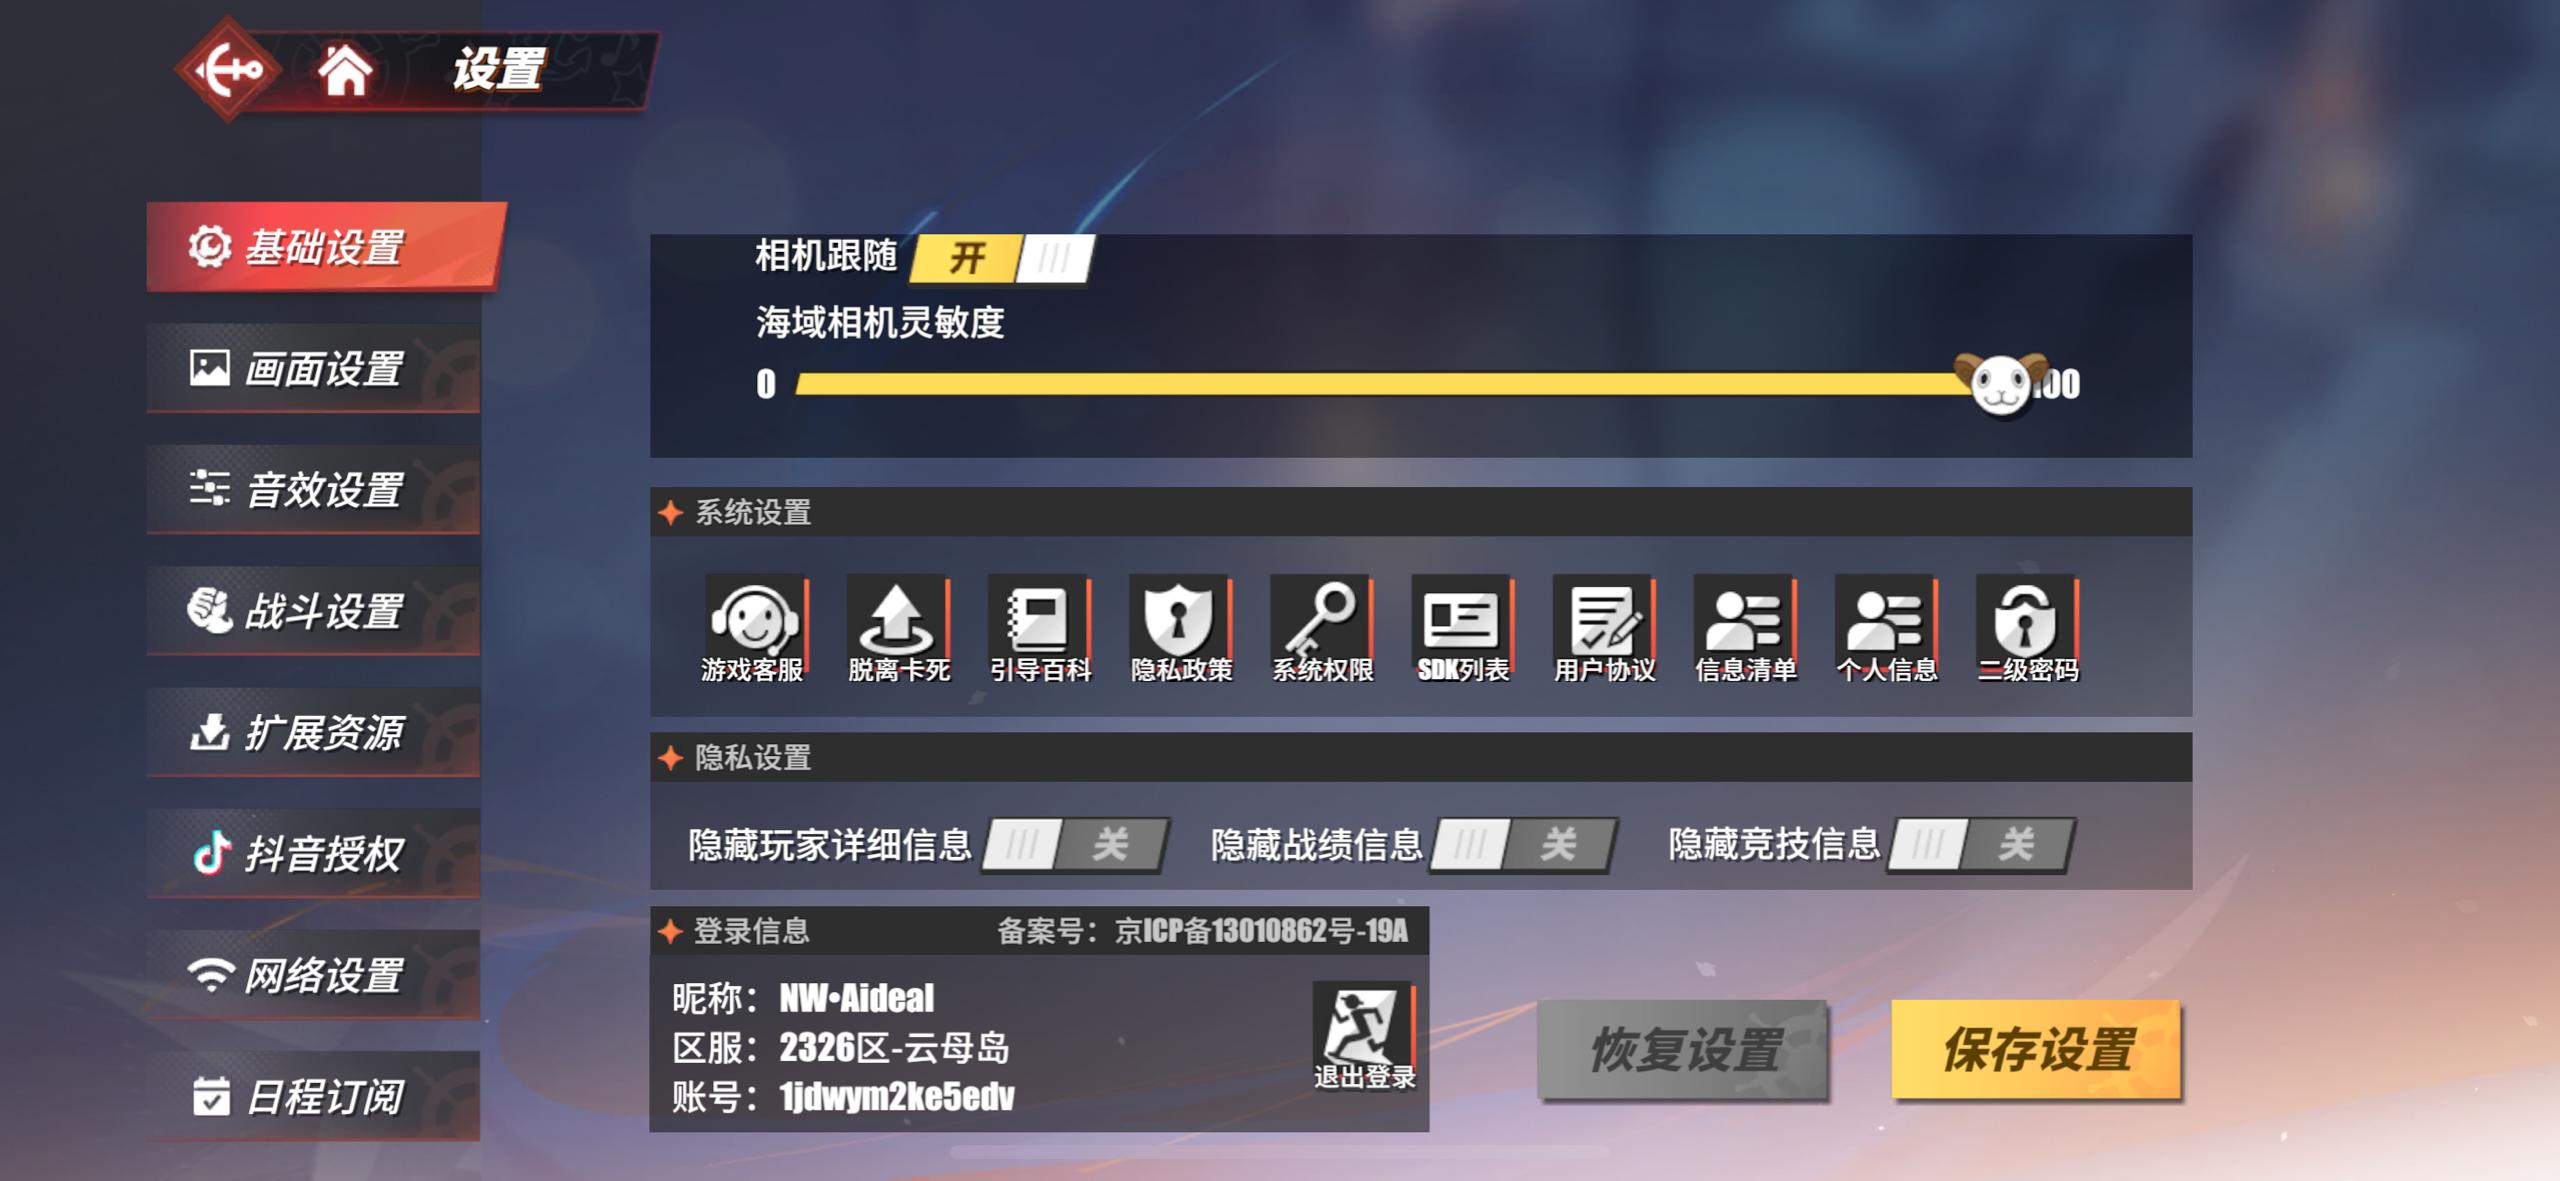 设置
基础设置
画面设置
音效设置
战斗设置
扩展资源
抖音授权
网络设置
日程订阅
相机跟随 开
海域相机灵敏度
0 100
系统设置
游戏客服 脱离卡死 引导百科 隐私政策 系统权限 SDK列表 用户协议 信息清单 个人信息 二级密码
隐私设置
隐藏玩家详细信息 关 隐藏战绩信息 关 隐藏竞技信息 关
登录信息 备案号：京ICP备13010862号-19A
昵称：NW•Aideal
区服：2326区-云母岛
账号：1jdwym2ke5edv
退出登录
恢复设置 保存设置